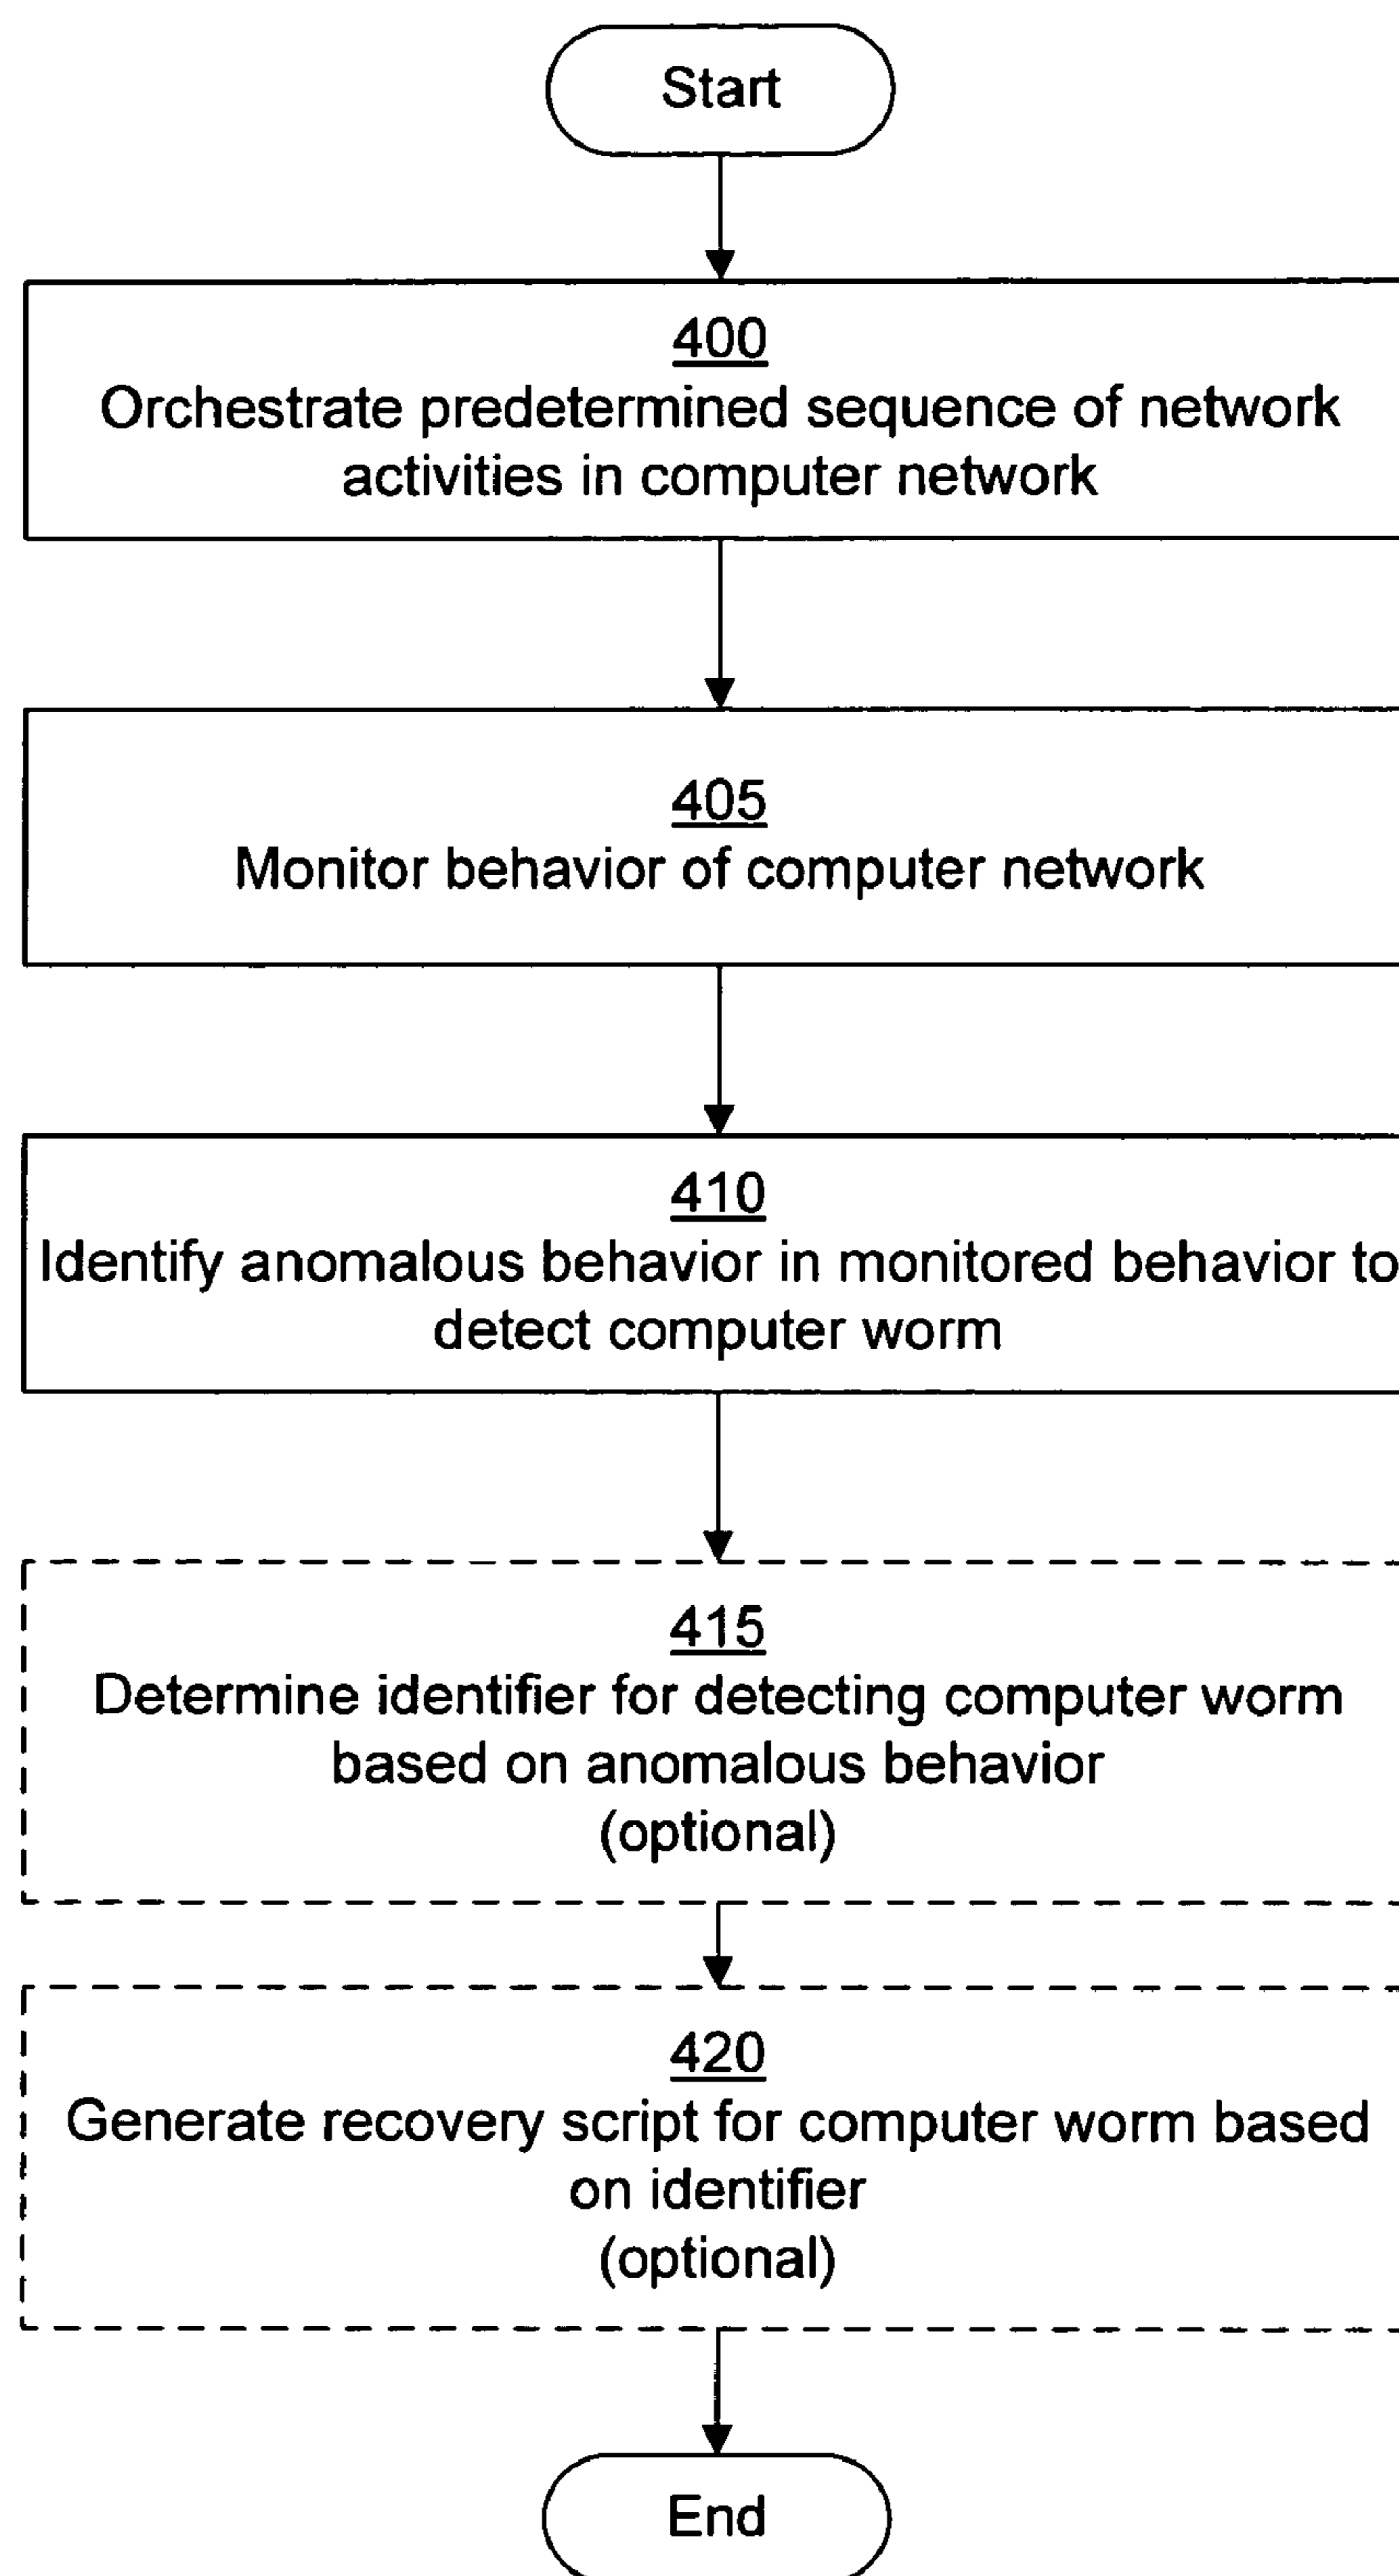 Start
400
Orchestrate predetermined sequence of network
activities in computer network
405
Monitor behavior of computer network
410
Identify anomalous behavior in monitored behavior to
detect computer worm
415
Determine identifier for detecting computer worm
based on anomalous behavior
(optional)
420
Generate recovery script for computer worm based
on identifier
(optional)
End